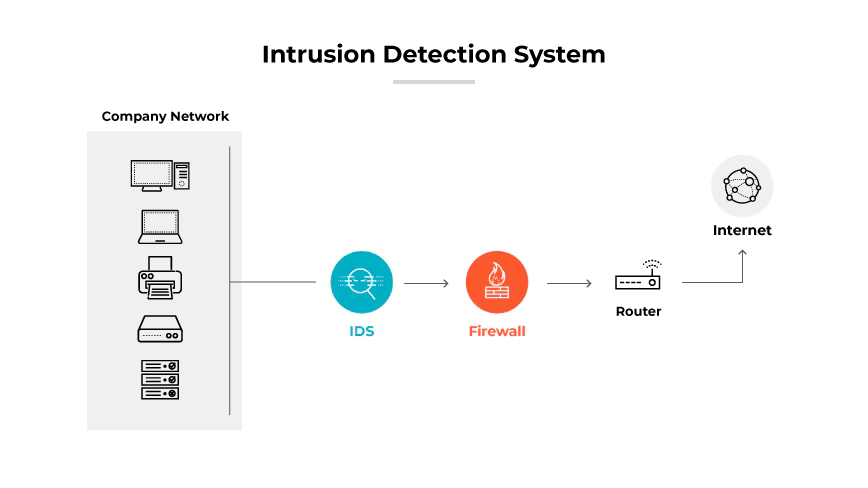 Intrusion Detection System
Company Network
Internet
Router
IDS
Firewall